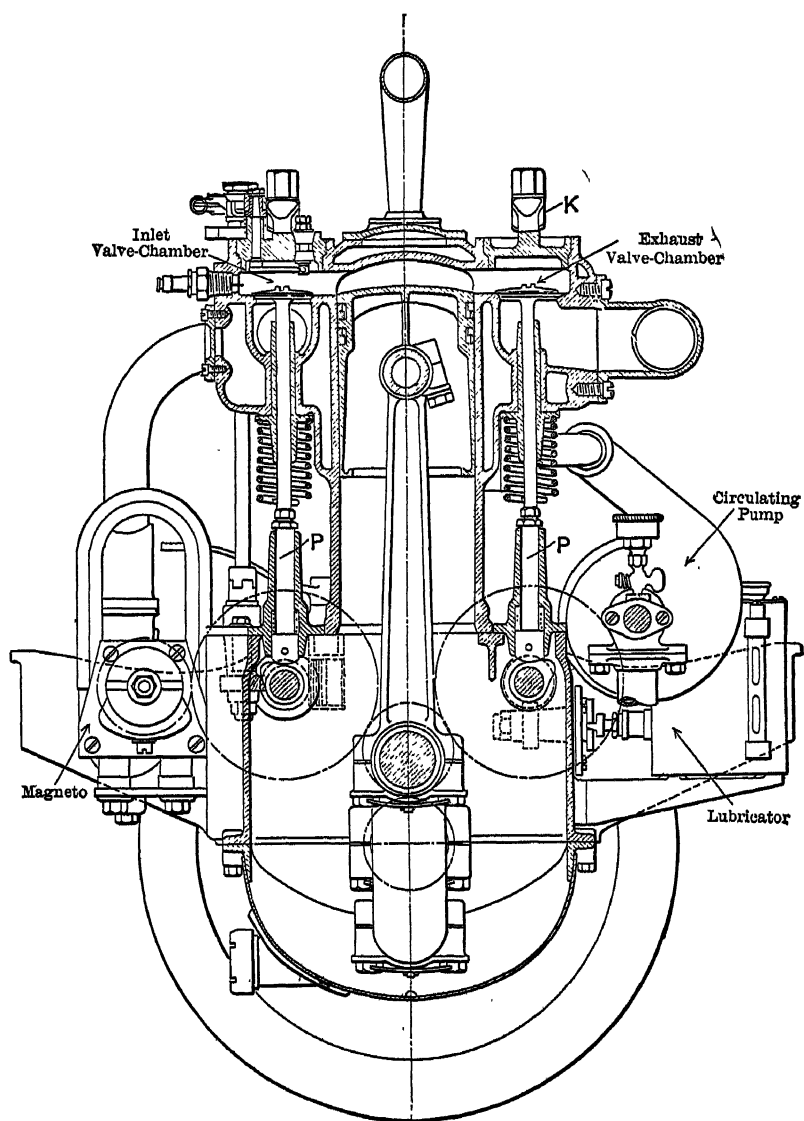 K
Inlet
Valve-Chamber
Exhaust
Valve-Chamber
Circulating
Pump
P
P
Magneto
Lubricator